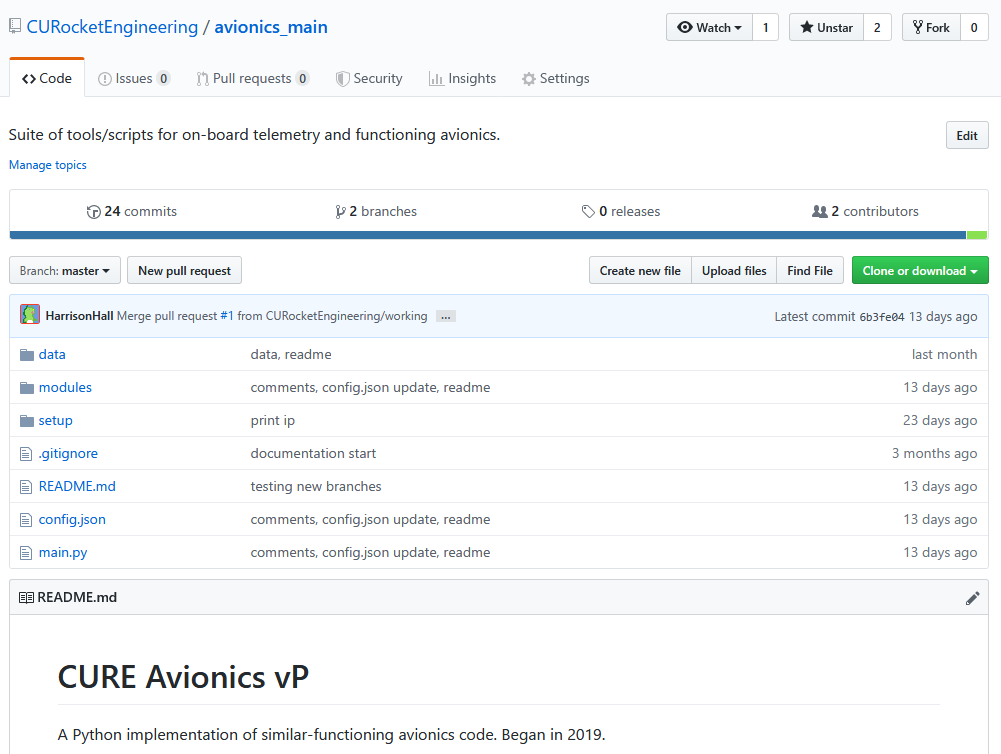 CURocketEngineering / avionics_main Watch 1 Unstar 2 Fork 0
Code Issues 0 Pull requests 0 Security Insights Settings
Suite of tools/scripts for on-board telemetry and functioning avionics. Edit
Manage topics
24 commits 2 branches 0 releases 2 contributors
Branch: master New pull request Create new file Upload files Find File Clone or download
HarrisonHall Merge pull request #1 from CURocketEngineering/working ... Latest commit 6b3fe04 13 days ago
data data, readme last month
modules comments, config.json update, readme 13 days ago
setup print ip 23 days ago
.gitignore documentation start 3 months ago
README.md testing new branches 13 days ago
config.json comments, config.json update, readme 13 days ago
main.py comments, config.json update, readme 13 days ago
README.md
CURE Avionics vP
A Python implementation of similar-functioning avionics code. Began in 2019.